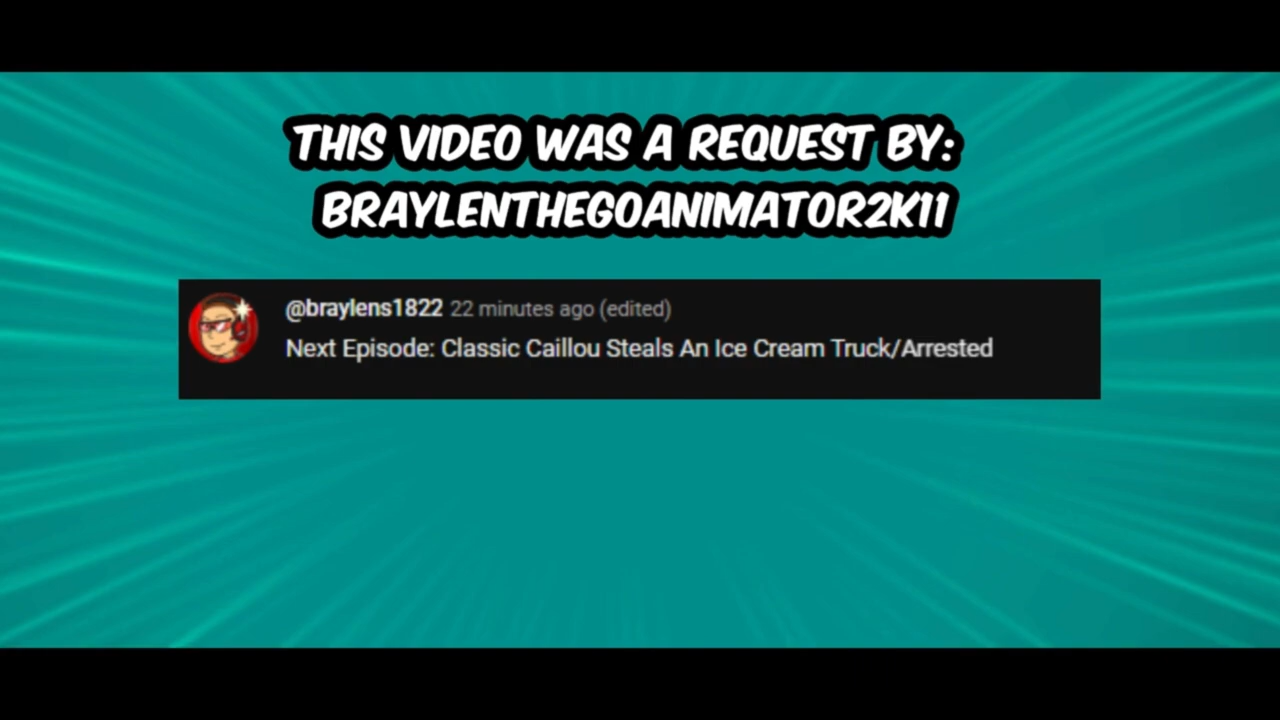 THIS VIDEO WAS A REQUEST BY:
BRAYLENTHEGOANIMATOR2K11
@braylens1822 22 minutes ago (edited)
Next Episode: Classic Caillou Steals An Ice Cream Truck/Arrested